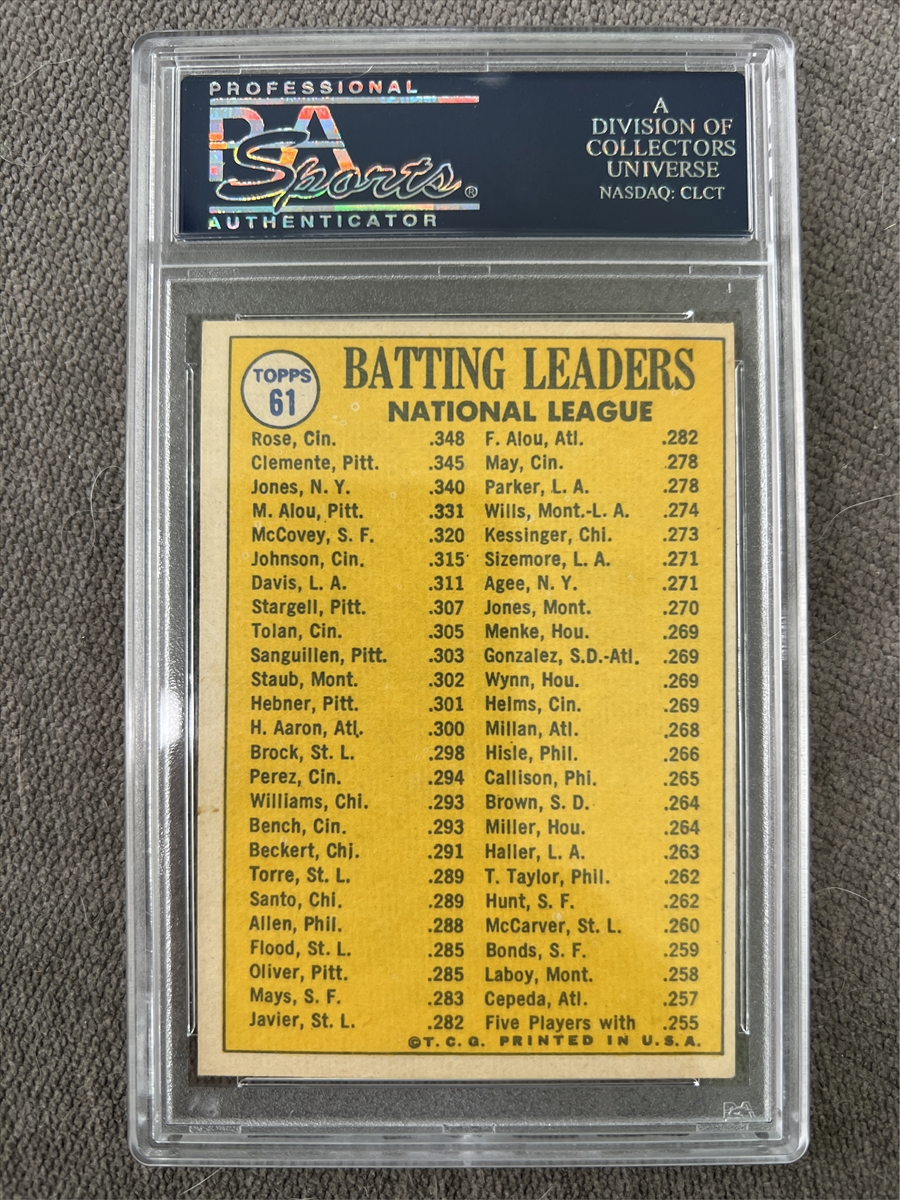 PROFESSIONAL
PSA
Sports®
AUTHENTICATOR
A
DIVISION OF
COLLECTORS
UNIVERSE
NASDAQ: CLCT
TOPPS
61
BATTING LEADERS
NATIONAL LEAGUE
Rose, Cin. .348 F. Alou, Atl. .282
Clemente, Pitt. .345 May, Cin. 278
Jones, N. Y. .340 Parker, L. A. .278
M. Alou, Pitt. .331 Wills, Mont.-L. A. .274
McCovey, S. F. .320 Kessinger, Chi. .273
Johnson, Cin. .315 Sizemore, L. A. .271
Davis, L. A. .311 Agee, N. Y. .271
Stargell, Pitt. .307 Jones, Mont. .270
Tolan, Cin. .305 Menke, Hou. .269
Sanguillen, Pitt. .303 Gonzalez, S.D.-Atl. .269
Staub, Mont. .302 Wynn, Hou. .269
Hebner, Pitt. .301 Helms, Cin. .269
H. Aaron, Atl. .300 Millan, Atl. .268
Brock, St. L. .298 Hisle, Phil. .266
Perez, Cin. .294 Callison, Phi. .265
Williams, Chi. .293 Brown, S. D. .264
Bench, Cin. .293 Miller, Hou. .264
Beckert, Chi. .291 Haller, L. A. .263
Torre, St. L. .289 T. Taylor, Phil. .262
Santo, Chi. .289 Hunt, S. F. .262
Allen, Phil. .288 McCarver, St. L. .260
Flood, St. L. .285 Bonds, S. F. .259
Oliver, Pitt. .285 Laboy, Mont. .258
Mays, S. F. .283 Cepeda, Atl. .257
Javier, St. L. .282 Five Players with .255
©T. C. G. PRINTED IN U.S.A.
PSA